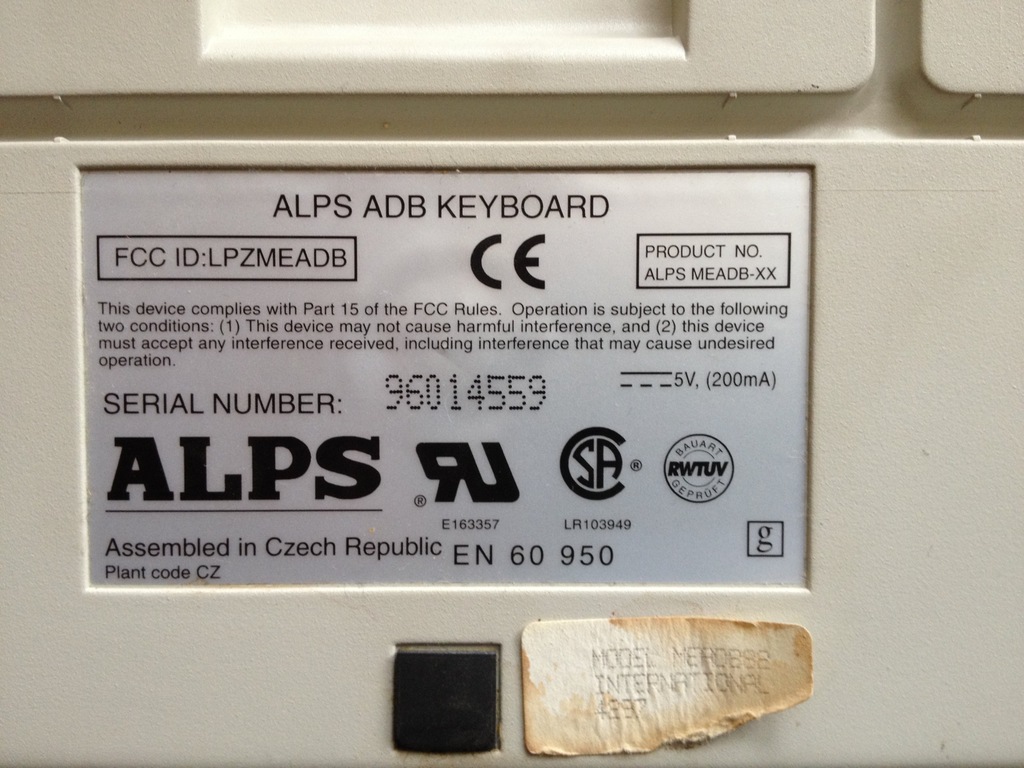 ALPS ADB KEYBOARD
FCC ID:LPZMEADB
CE
PRODUCT NO.
ALPS MEADB-XX
This device complies with Part 15 of the FCC Rules. Operation is subject to the following
two conditions: (1) This device may not cause harmful interference, and (2) this device
must accept any interference received, including interference that may cause undesired
operation.
SERIAL NUMBER: 96014559
5V, (200mA)
ALPS
RU ®
E163357
SA ®
LR103949
BAUART
RWTUV
GEPRÜFT
Assembled in Czech Republic
Plant code CZ
EN 60 950
g
MODEL
INTERNATIONAL